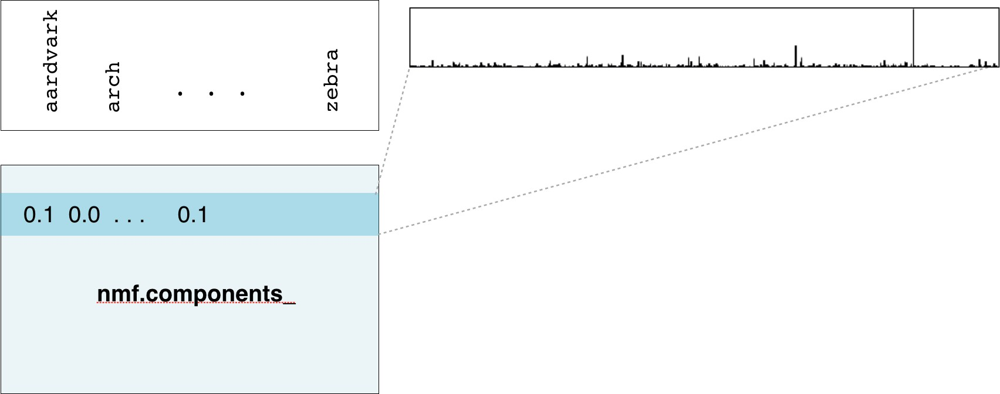 aardvark
arch
. . .
zebra
0.1 0.0 . . . 0.1
nmf.components_